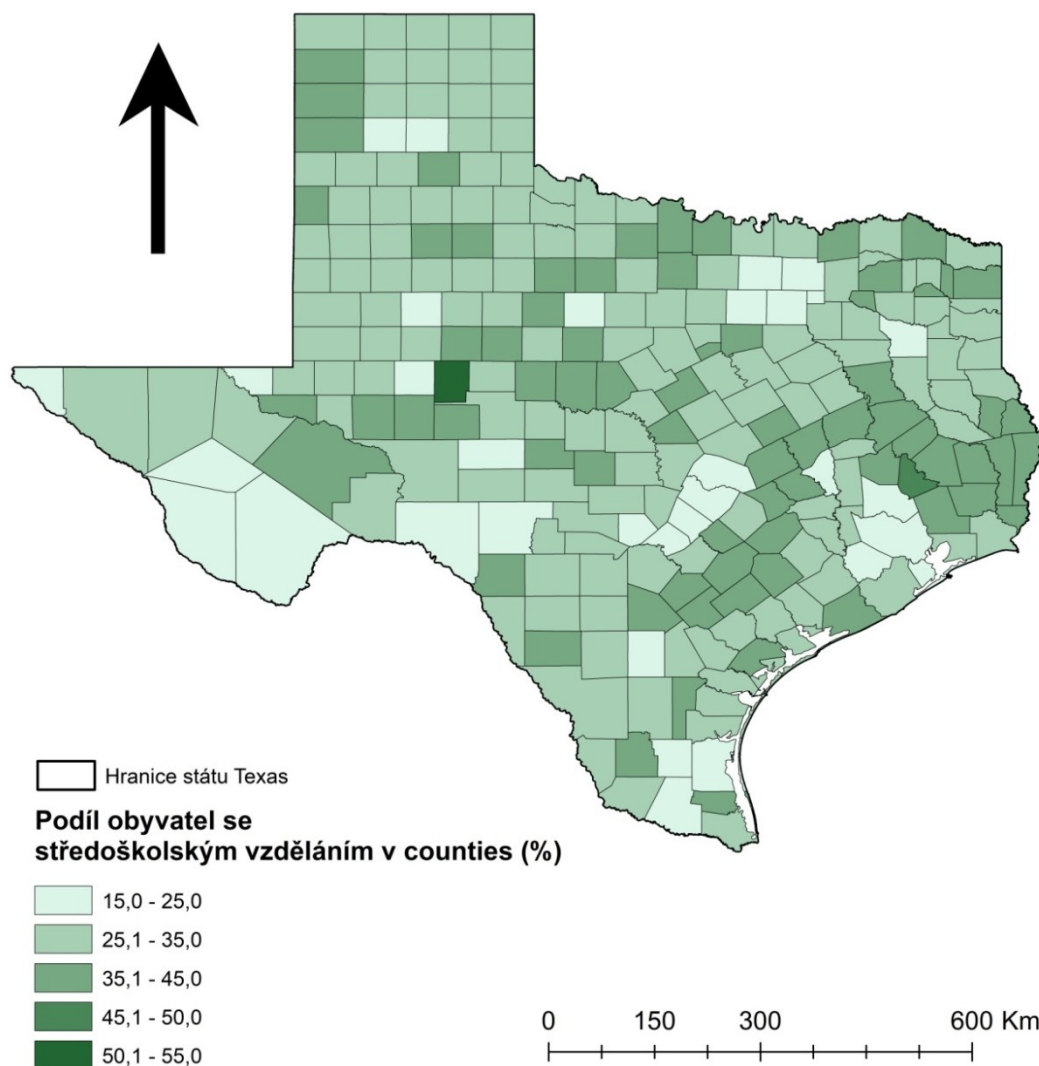 Hranice státu Texas
Podíl obyvatel se
středoškolským vzděláním v counties (%)
15,0 - 25,0
25,1 - 35,0
35,1 - 45,0
45,1 - 50,0
50,1 - 55,0
0 150 300 600 Km